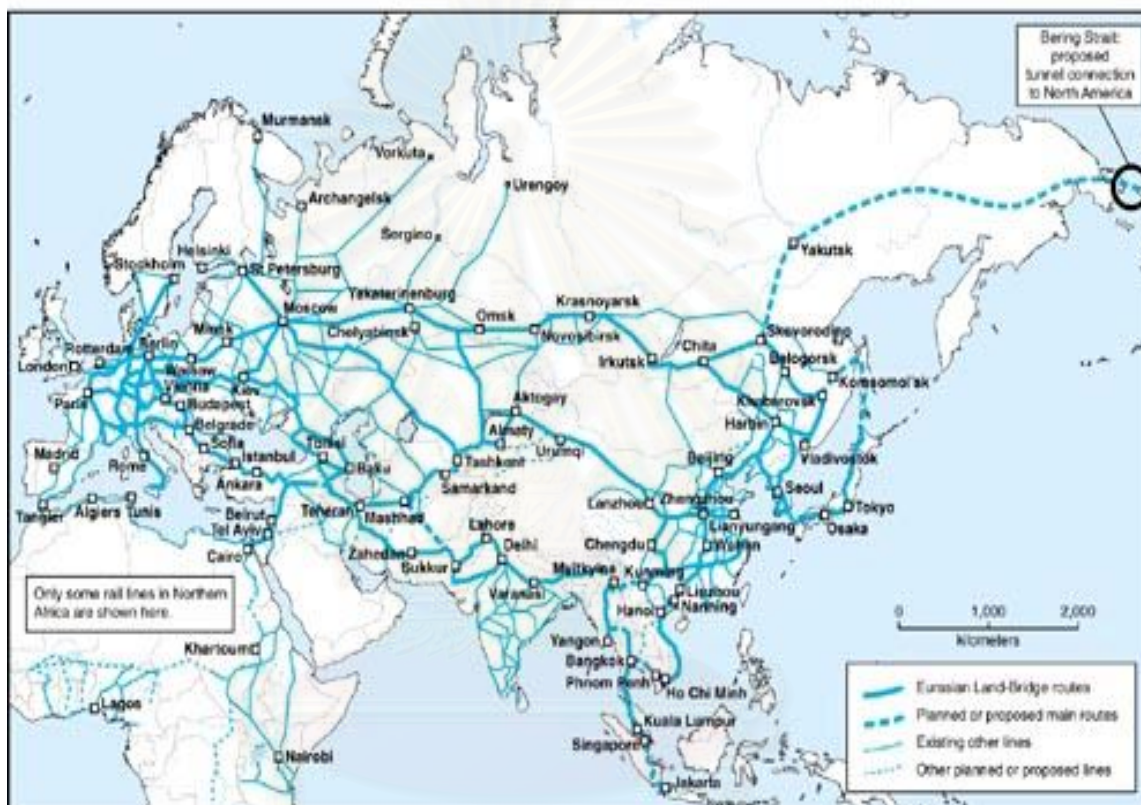 Bering Strait:
proposed
tunnel connection
to North America
Murmansk
Vorkuta
Urengoy
Archangelsk
Sergino
Yakutsk
Helsinki
Stockholm
St. Petersburg
Moscow
Yekaterinenburg
Omsk
Krasnoyarsk
Chelyabinsk
Novosibirsk
Skovorodino
Minsk
Irkutsk
Chita
Belogorsk
Rotterdam
Berlin
London
Warsaw
Komsomol'sk
Vienna
Kiev
Khabarovsk
Paris
Budapest
Aktogay
Harbin
Belgrade
Almaty
Urumqi
Vladivostok
Madrid
Sofia
Tbilisi
Beijing
Rome
Istanbul
Baku
Tashkent
Ankara
Samarkand
Seoul
Lanzhou
Zhengzhou
Tokyo
Tangier
Algiers
Tunis
Beirut
Teheran
Mashhad
Lianyungang
Osaka
Tel Aviv
Lahore
Cairo
Zahedan
Delhi
Chengdu
Wuhan
Sukkur
Myitkyina
Kunming
Only some rail lines in Northern
Africa are shown here.
Varanasi
Liuzhou
Nanning
Hanoi
0
1,000
2,000
kilometers
Khartoum
Yangon
Bangkok
Phnom Penh
Ho Chi Minh
Eurasian Land-Bridge routes
Lagos
Kuala Lumpur
Planned or proposed main routes
Singapore
Existing other lines
Nairobi
Jakarta
Other planned or proposed lines